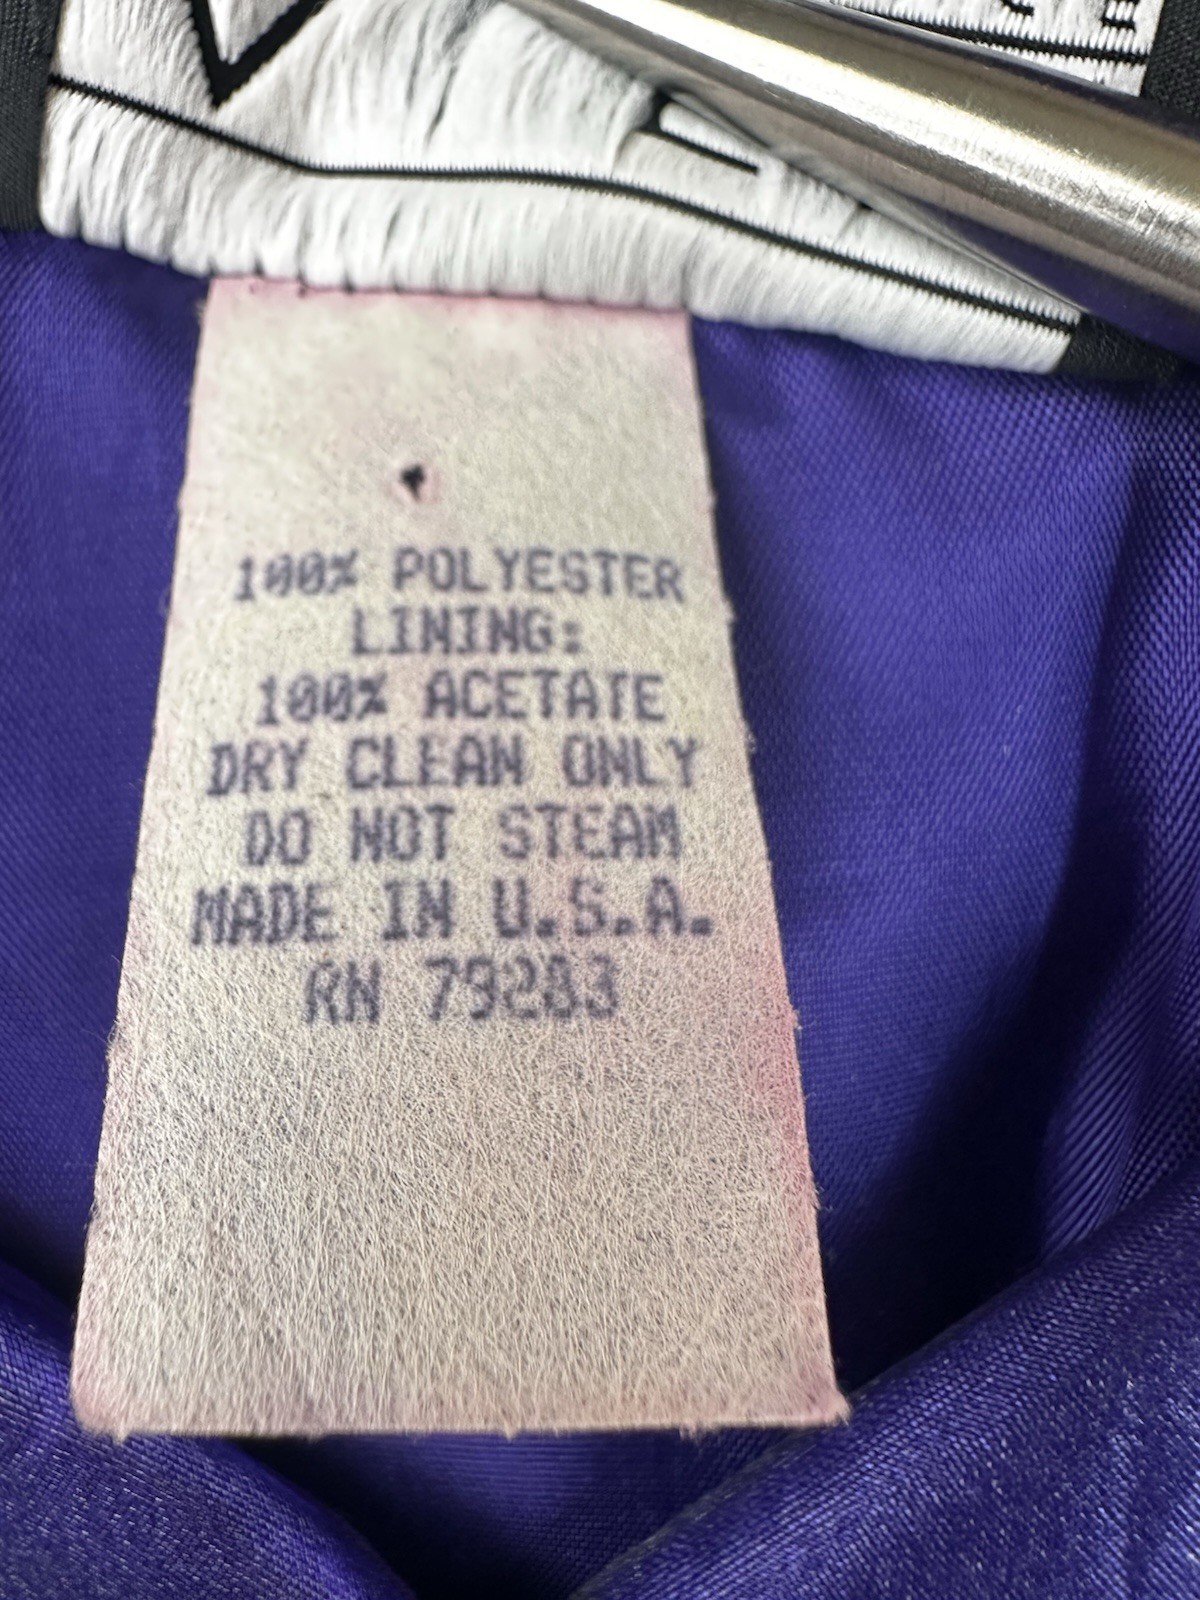 100% POLYESTER
LINING:
100% ACETATE
DRY CLEAN ONLY
DO NOT STEAM
MADE IN U.S.A.
RN 79283